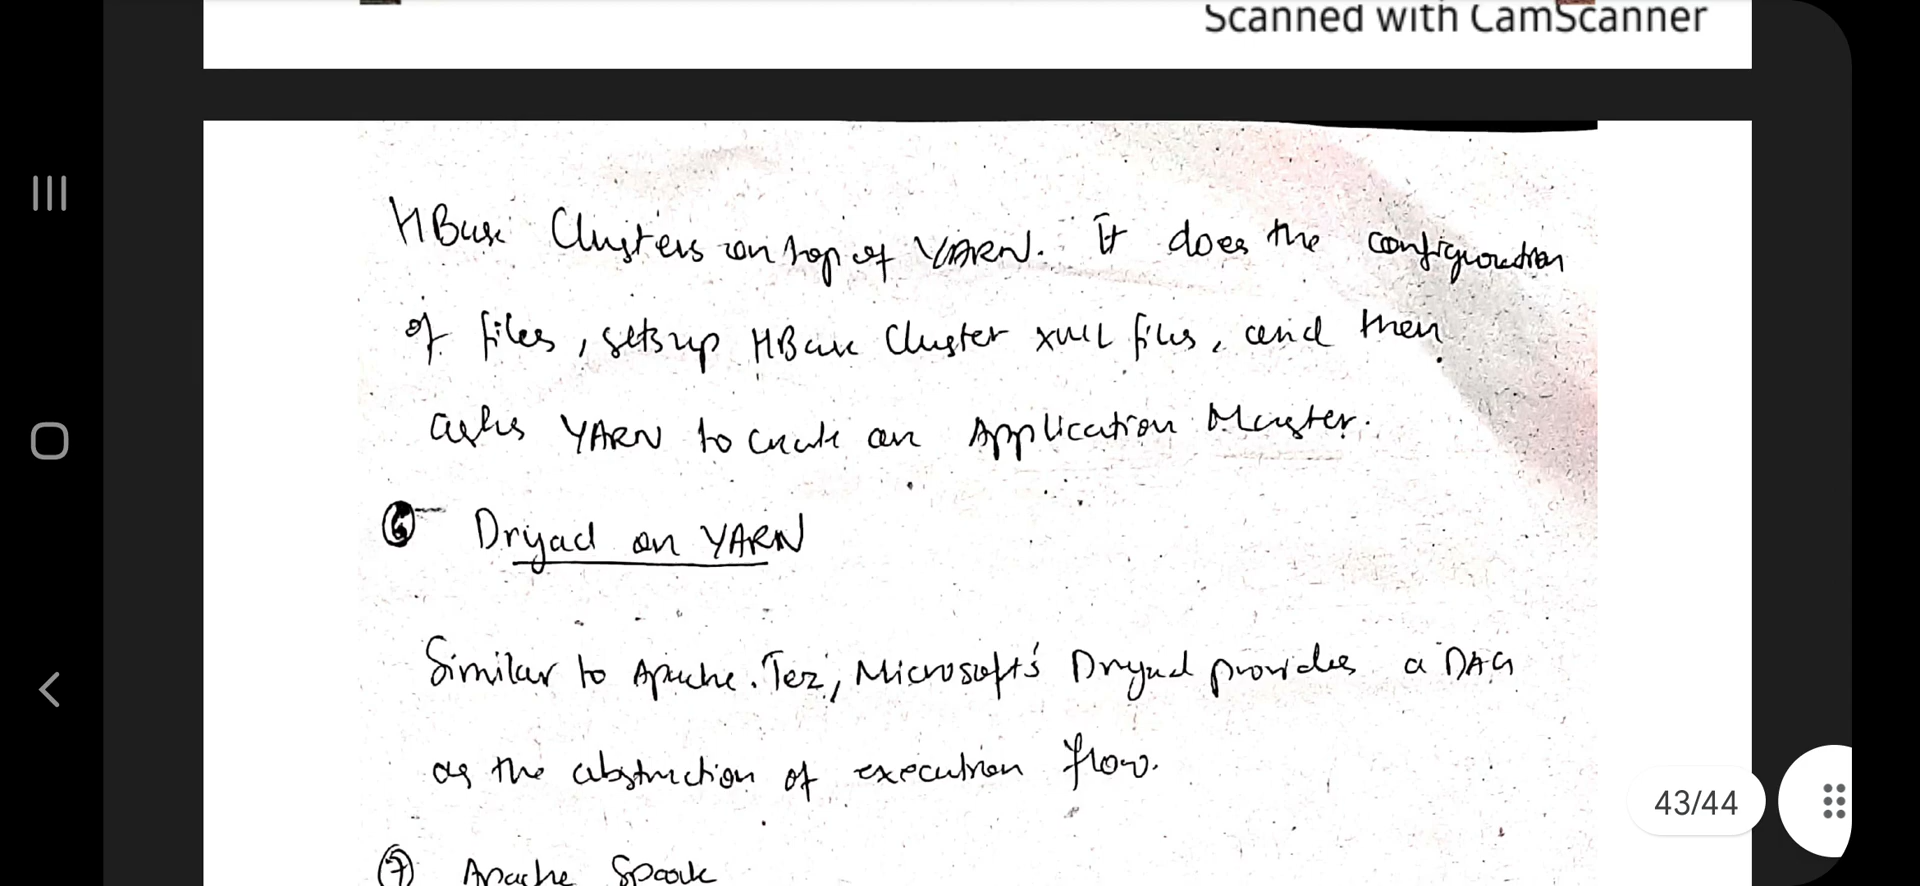 Scanned with CamScanner
HBase Clusters on top of YARN. It does the configuration
of files, sets up HBase Cluster xml files, and then
asks YARN to create an Application Master.
⑥ Dryad on YARN
Similar to Apache Tez, Microsoft's Dryad provides a DAG
as the abstraction of execution flow.
⑦ Apache Spark
43/44